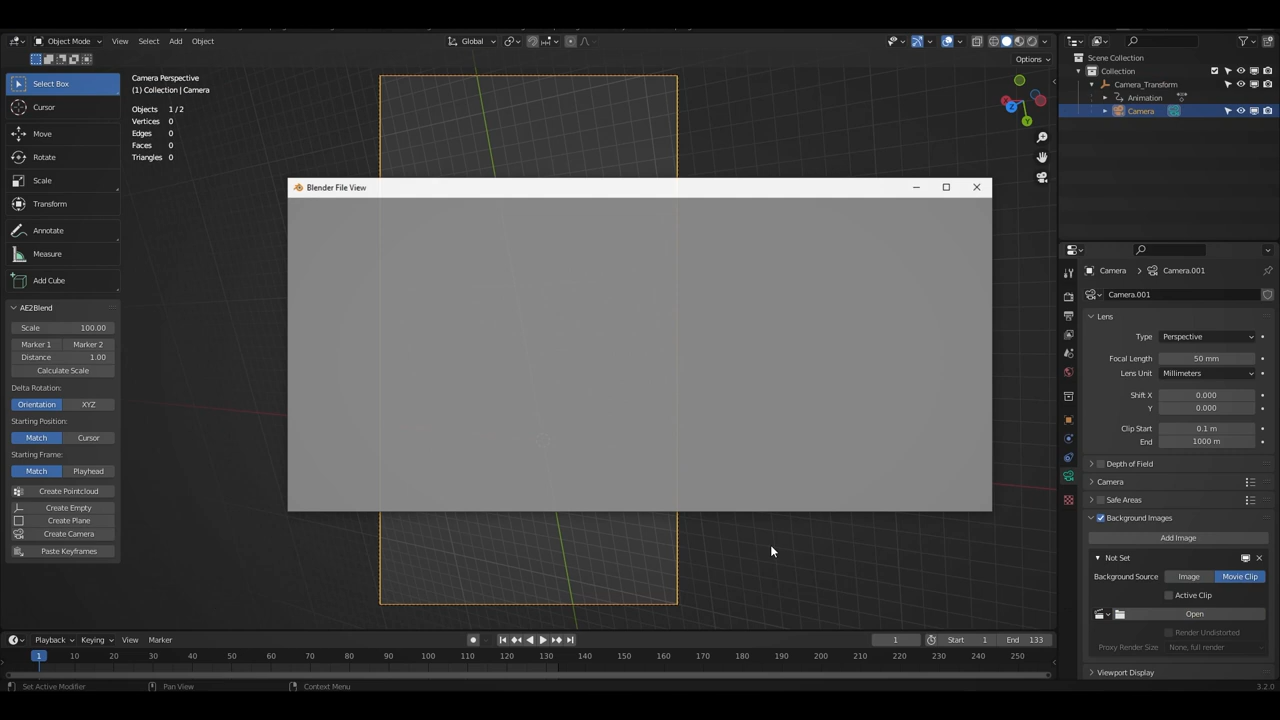 Object Mode View Select Add Object Global
Options
Select Box
Cursor
Move
Rotate
Scale
Transform
Annotate
Measure
Add Cube
AE2Blend
Scale 100.00
Marker 1 Marker 2
Distance 1.00
Calculate Scale
Delta Rotation:
Orientation XYZ
Starting Position:
Match Cursor
Starting Frame:
Match Playhead
Create Pointcloud
Create Empty
Create Plane
Create Camera
Paste Keyframes
Camera Perspective
(1) Collection | Camera
Objects 1 / 2
Vertices 0
Edges 0
Faces 0
Triangles 0
X
Z
Y
Blender File View
Scene Collection
Collection
Camera_Transform
Animation
Camera
Camera Camera.001
Camera.001
Lens
Type Perspective
Focal Length 50 mm
Lens Unit Millimeters
Shift X 0.000
Y 0.000
Clip Start 0.1 m
End 1000 m
Depth of Field
Camera
Safe Areas
Background Images
Add Image
Not Set
Background Source Image Movie Clip
Active Clip
Open
Render Undistorted
Proxy Render Size None, full render
Viewport Display
Playback Keying View Marker 1 Start 1 End 133
1 10 20 30 40 50 60 70 80 90 100 110 120 130 140 150 160 170 180 190 200 210 220 230 240 250
Set Active Modifier Pan View Context Menu 3.2.0